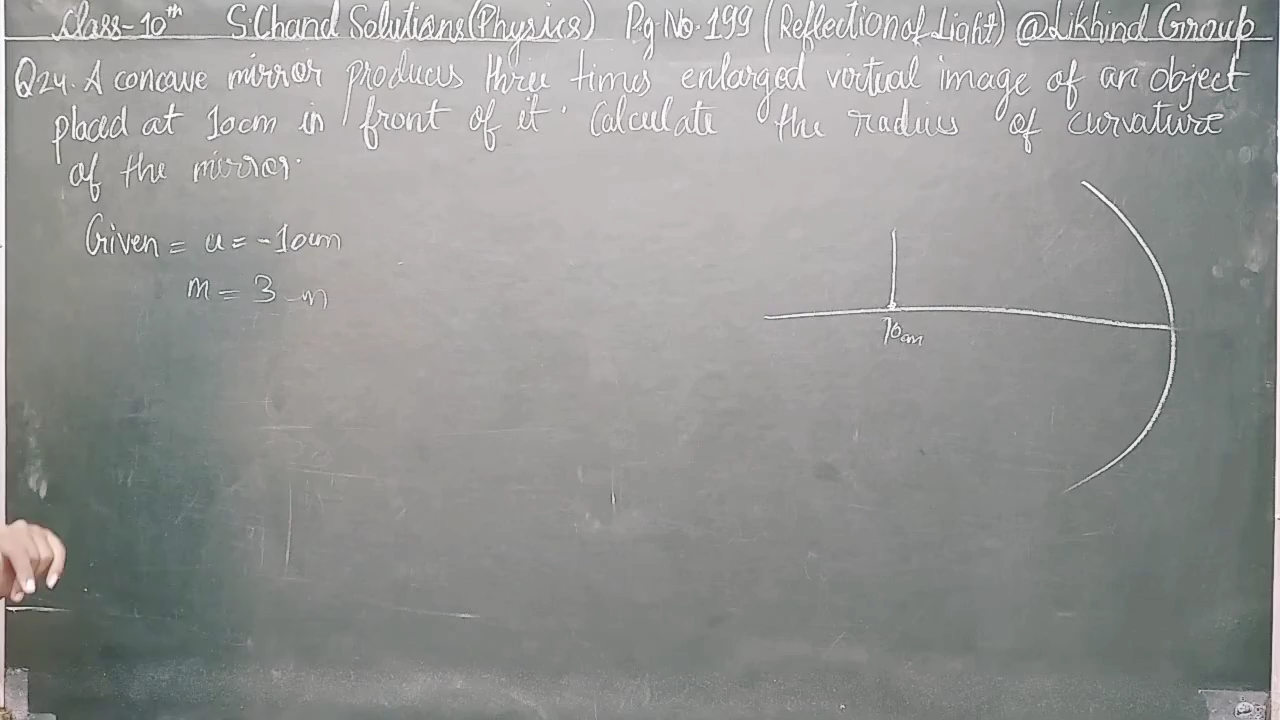 Class-10th S.Chand Solutions(Physics) Pg No. 199 (Reflection of Light) @Likhind Group
Q24. A concave mirror produces three times enlarged virtual image of an object
placed at 10cm in front of it. Calculate the radius of curvature
of the mirror.
Given = u = -10cm
m = 3
10cm